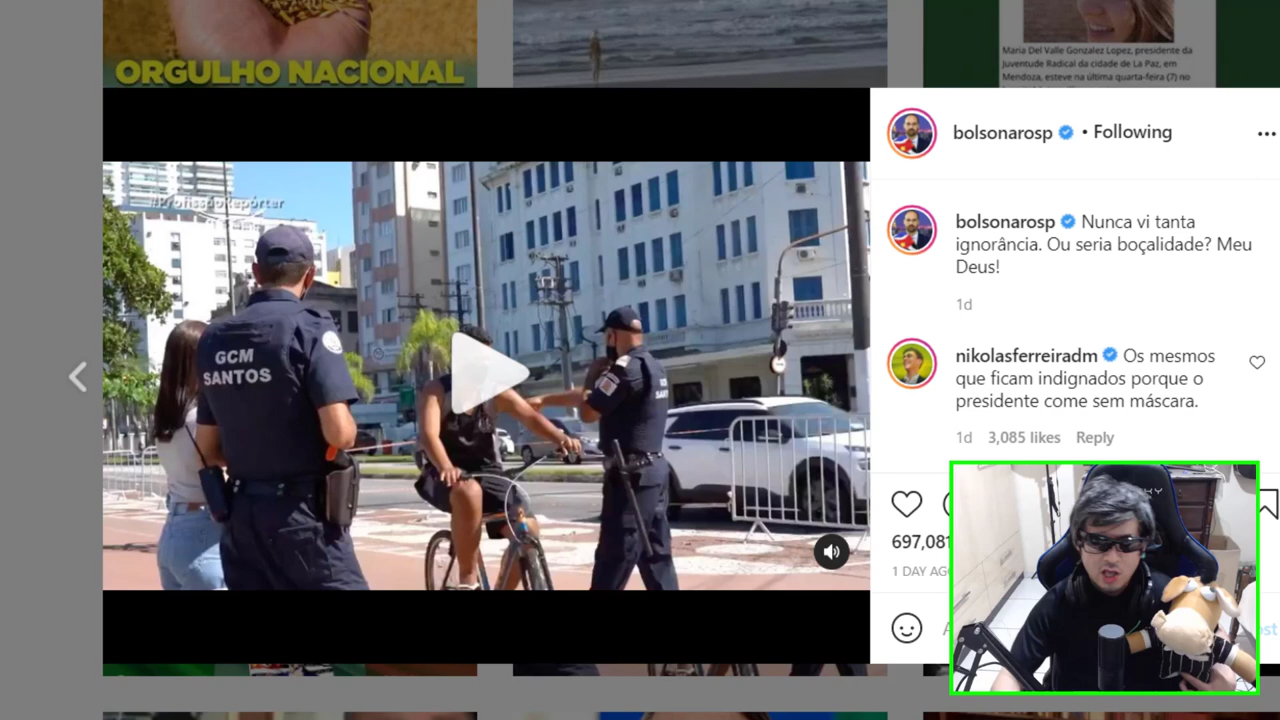 ORGULHO NACIONAL
Maria Del Valle Gonzalez Lopez, presidente da
Juventude Radical da cidade de La Paz, em
Mendoza, esteve na última quarta-feira (7) no
bolsonarosp • Following
#ProfissãoRepórter
bolsonarosp Nunca vi tanta
ignorância. Ou seria boçalidade? Meu
Deus!
1d
nikolasferreiradm Os mesmos
que ficam indignados porque o
presidente come sem máscara.
1d 3,085 likes Reply
GCM
SANTOS
697,081
1 DAY AGO